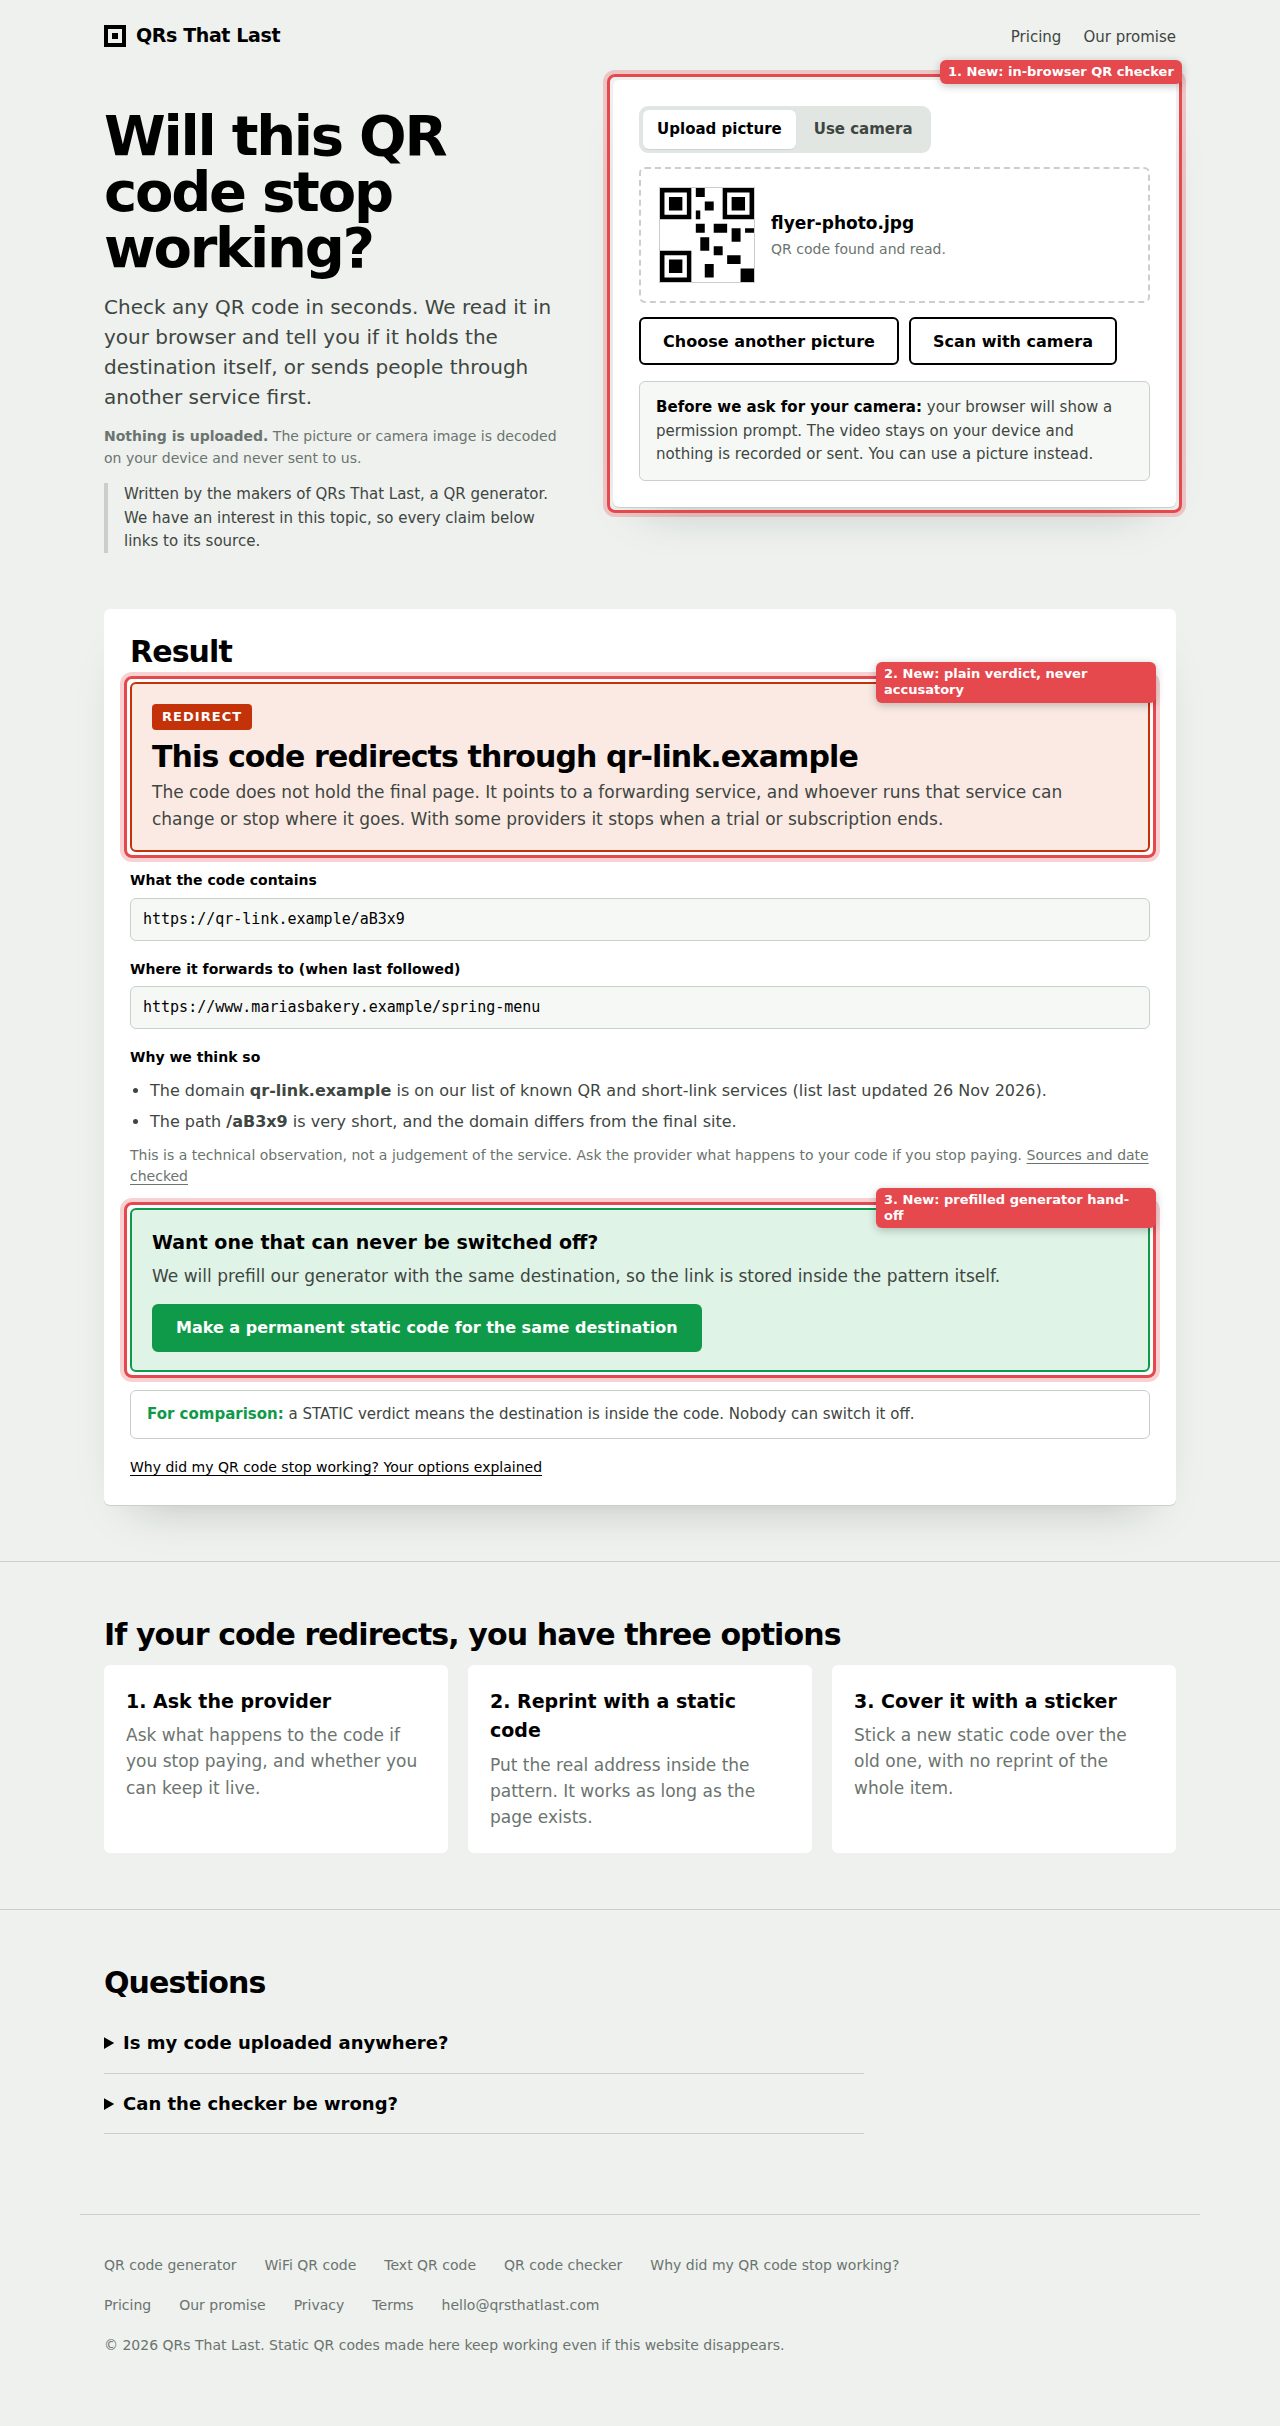 QRs That Last
Pricing
Our promise
1. New: in-browser QR checker
Will this QR
code stop
working?
Check any QR code in seconds. We read it in
your browser and tell you if it holds the
destination itself, or sends people through
another service first.
Nothing is uploaded. The picture or camera image is decoded
on your device and never sent to us.
Written by the makers of QRs That Last, a QR generator.
We have an interest in this topic, so every claim below
links to its source.
Upload picture
Use camera
flyer-photo.jpg
QR code found and read.
Choose another picture
Scan with camera
Before we ask for your camera: your browser will show a
permission prompt. The video stays on your device and
nothing is recorded or sent. You can use a picture instead.
Result
2. New: plain verdict, never
accusatory
REDIRECT
This code redirects through qr-link.example
The code does not hold the final page. It points to a forwarding service, and whoever runs that service can
change or stop where it goes. With some providers it stops when a trial or subscription ends.
What the code contains
https://qr-link.example/aB3x9
Where it forwards to (when last followed)
https://www.mariasbakery.example/spring-menu
Why we think so
• The domain qr-link.example is on our list of known QR and short-link services (list last updated 26 Nov 2026).
• The path /aB3x9 is very short, and the domain differs from the final site.
This is a technical observation, not a judgement of the service. Ask the provider what happens to your code if you stop paying. Sources and date
checked
3. New: prefilled generator hand-
off
Want one that can never be switched off?
We will prefill our generator with the same destination, so the link is stored inside the pattern itself.
Make a permanent static code for the same destination
For comparison: a STATIC verdict means the destination is inside the code. Nobody can switch it off.
Why did my QR code stop working? Your options explained
If your code redirects, you have three options
1. Ask the provider
Ask what happens to the code if
you stop paying, and whether you
can keep it live.
2. Reprint with a static
code
Put the real address inside the
pattern. It works as long as the
page exists.
3. Cover it with a sticker
Stick a new static code over the
old one, with no reprint of the
whole item.
Questions
Is my code uploaded anywhere?
Can the checker be wrong?
QR code generator
WiFi QR code
Text QR code
QR code checker
Why did my QR code stop working?
Pricing
Our promise
Privacy
Terms
hello@qrsthatlast.com
© 2026 QRs That Last. Static QR codes made here keep working even if this website disappears.